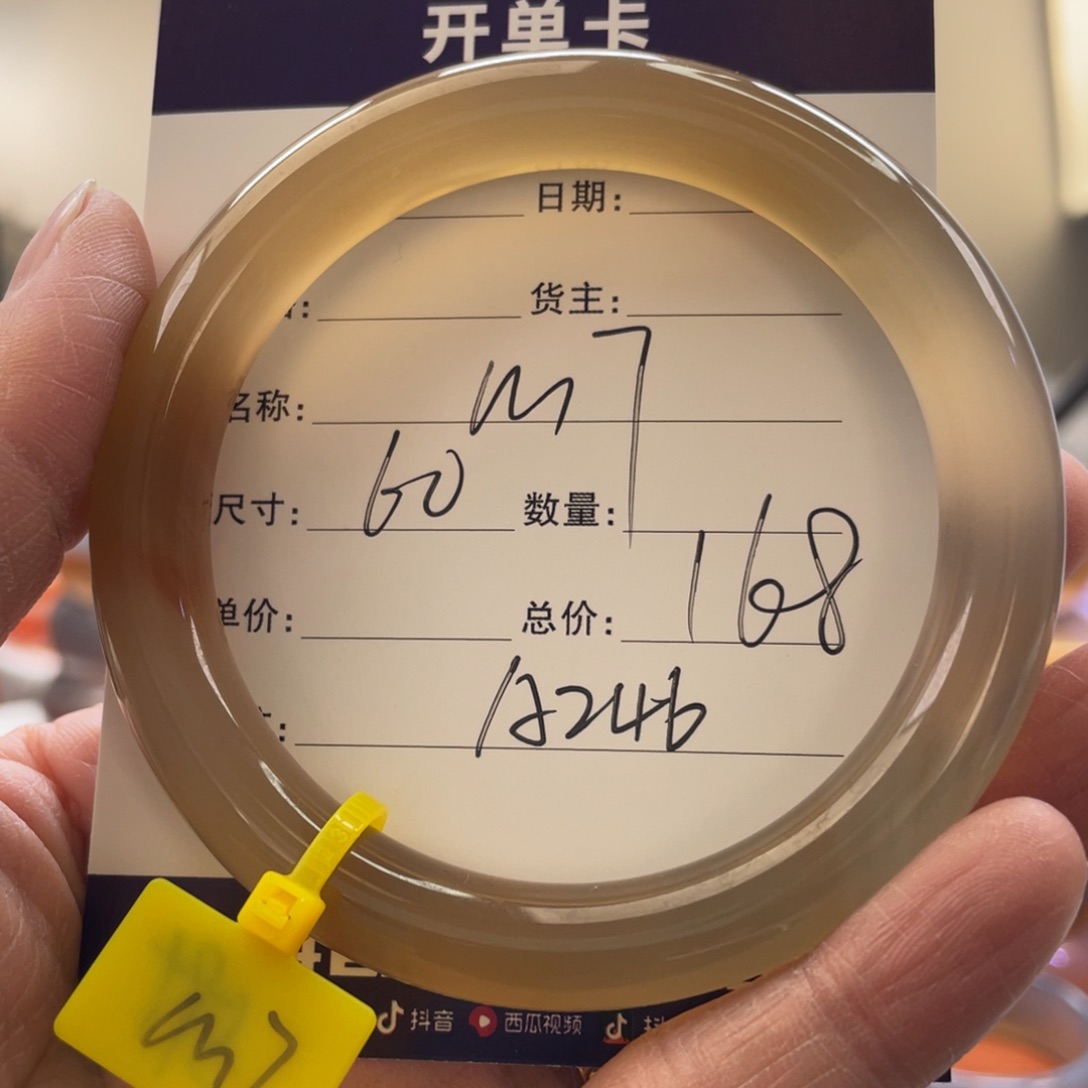 开单卡
日期:
货主:
M7
名称:
尺寸: 60 数量:
单价: 总价: 168
12246
抖音 西瓜视频
M7